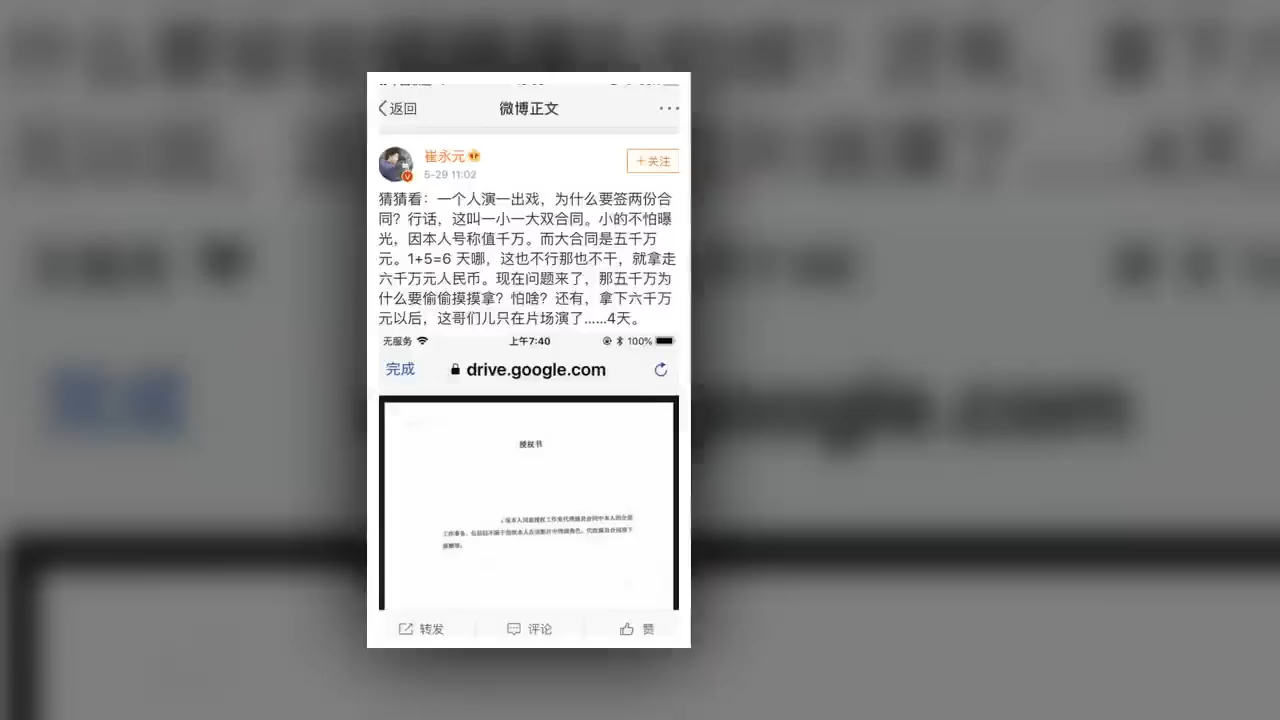 返回
微博正文
崔永元
+关注
5-29 11:02
猜猜看：一个人演一出戏，为什么要签两份合
同？行话，这叫一小一大双合同。小的不怕曝
光，因本人号称值千万。而大合同是五千万
元。1+5=6 天哪，这也不行那也不干，就拿走
六千万元人民币。现在问题来了，那五千万为
什么要偷偷摸摸拿？怕啥？还有，拿下六千万
元以后，这哥们儿只在片场演了……4天。
无服务 上午7:40 100%
完成 drive.google.com
授权书
转发 评论 赞